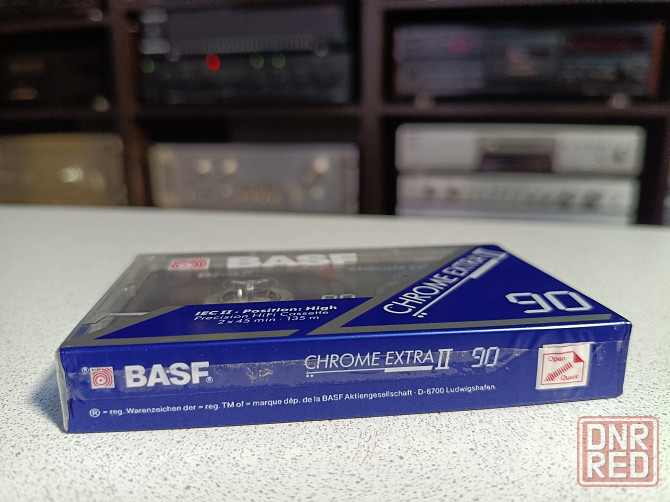 BASF
CHROME EXTRA II
90
IEC II · Position: High
Precision HiFi Cassette
2 x 45 min · 135 m
90
® BASF ®
CHROME EXTRA II 90
Open
Quick
® = reg. Warenzeichen der = reg. TM of = marque dép. de la BASF Aktiengesellschaft · D-6700 Ludwigshafen
DNR
RED